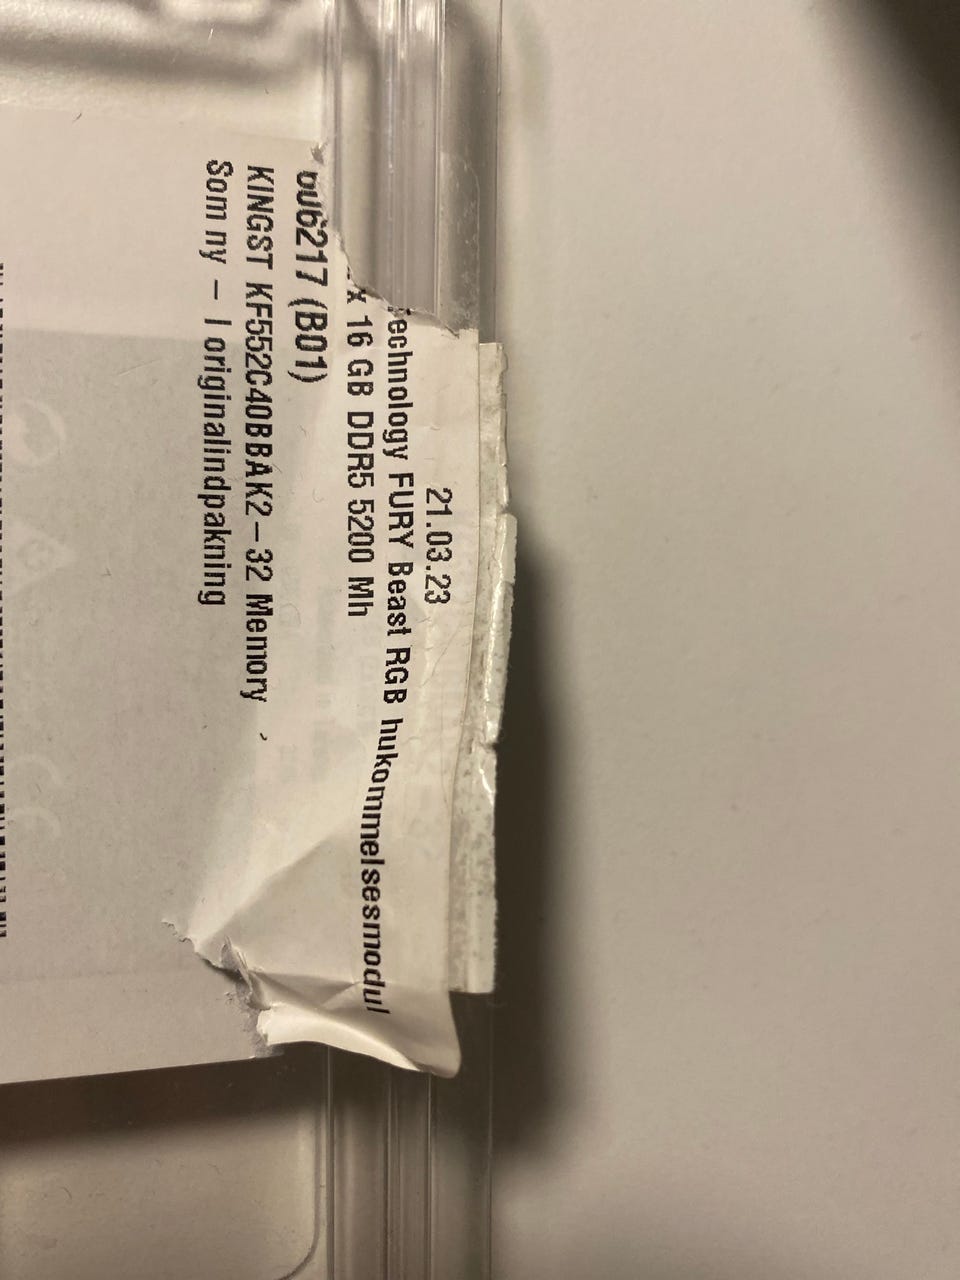 21.03.23
echnology FURY Beast RGB hukommelsesmodul
x 16 GB DDR5 5200 Mh
6217 (B01)
KINGST KF552C40BBAK2-32 Memory
Som ny - I originalindpakning